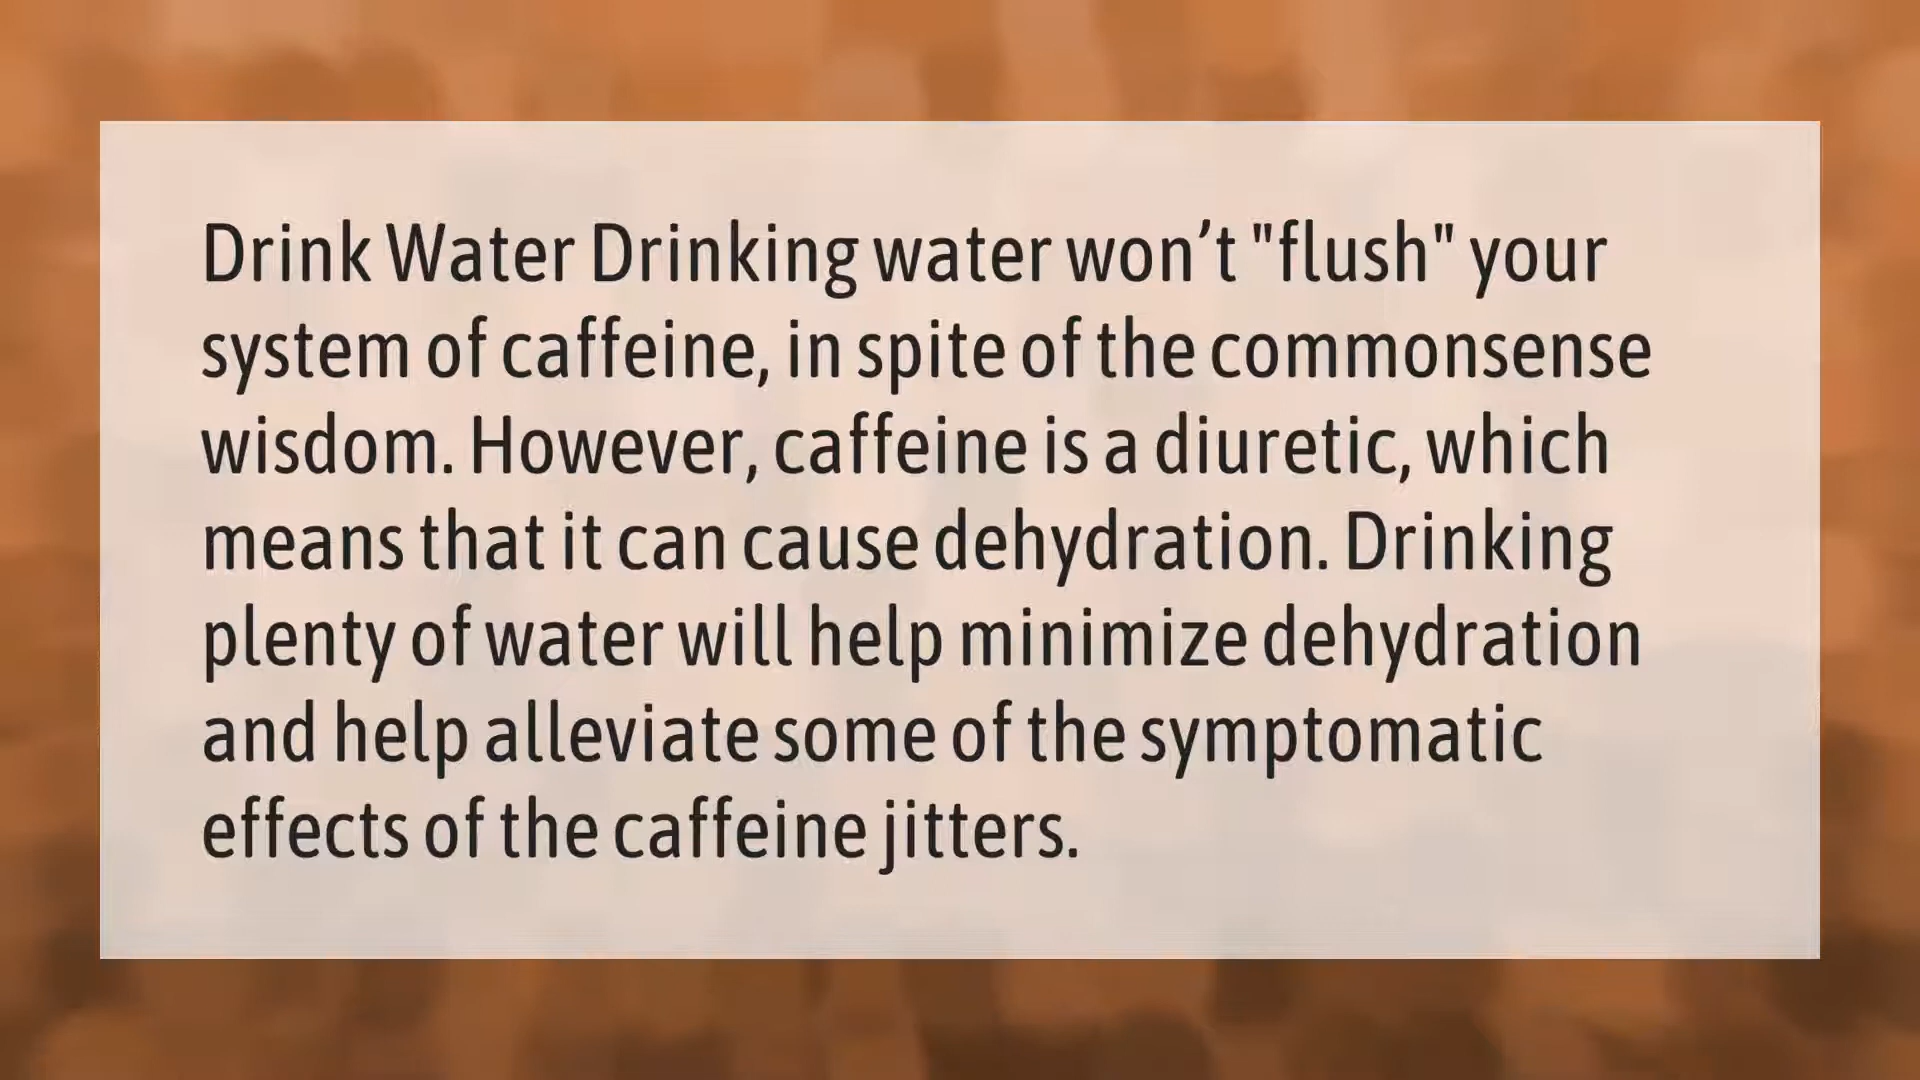 Drink Water Drinking water won’t "flush" your
system of caffeine, in spite of the commonsense
wisdom. However, caffeine is a diuretic, which
means that it can cause dehydration. Drinking
plenty of water will help minimize dehydration
and help alleviate some of the symptomatic
effects of the caffeine jitters.